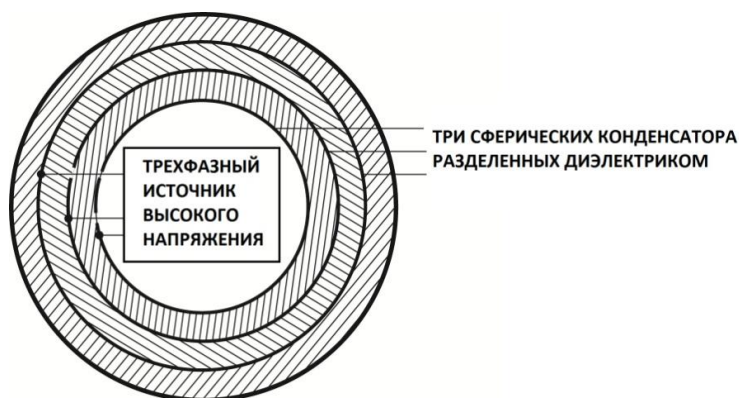 ТРЕХФАЗНЫЙ
ИСТОЧНИК
ВЫСОКОГО
НАПРЯЖЕНИЯ
ТРИ СФЕРИЧЕСКИХ КОНДЕНСАТОРА
РАЗДЕЛЕННЫХ ДИЭЛЕКТРИКОМ